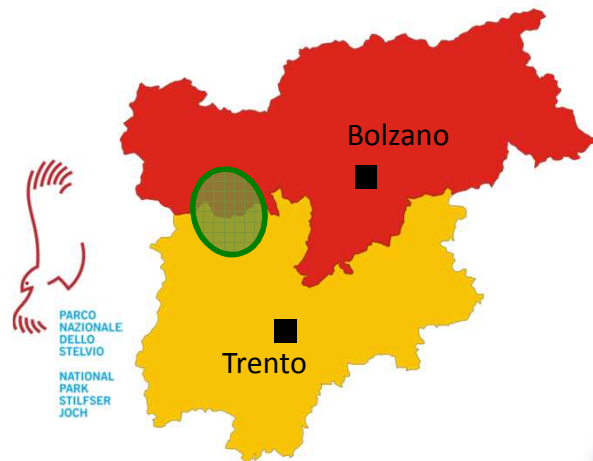 Bolzano
Trento
PARCO
NAZIONALE
DELLO
STELVIO
NATIONAL
PARK
STILFSER
JOCH